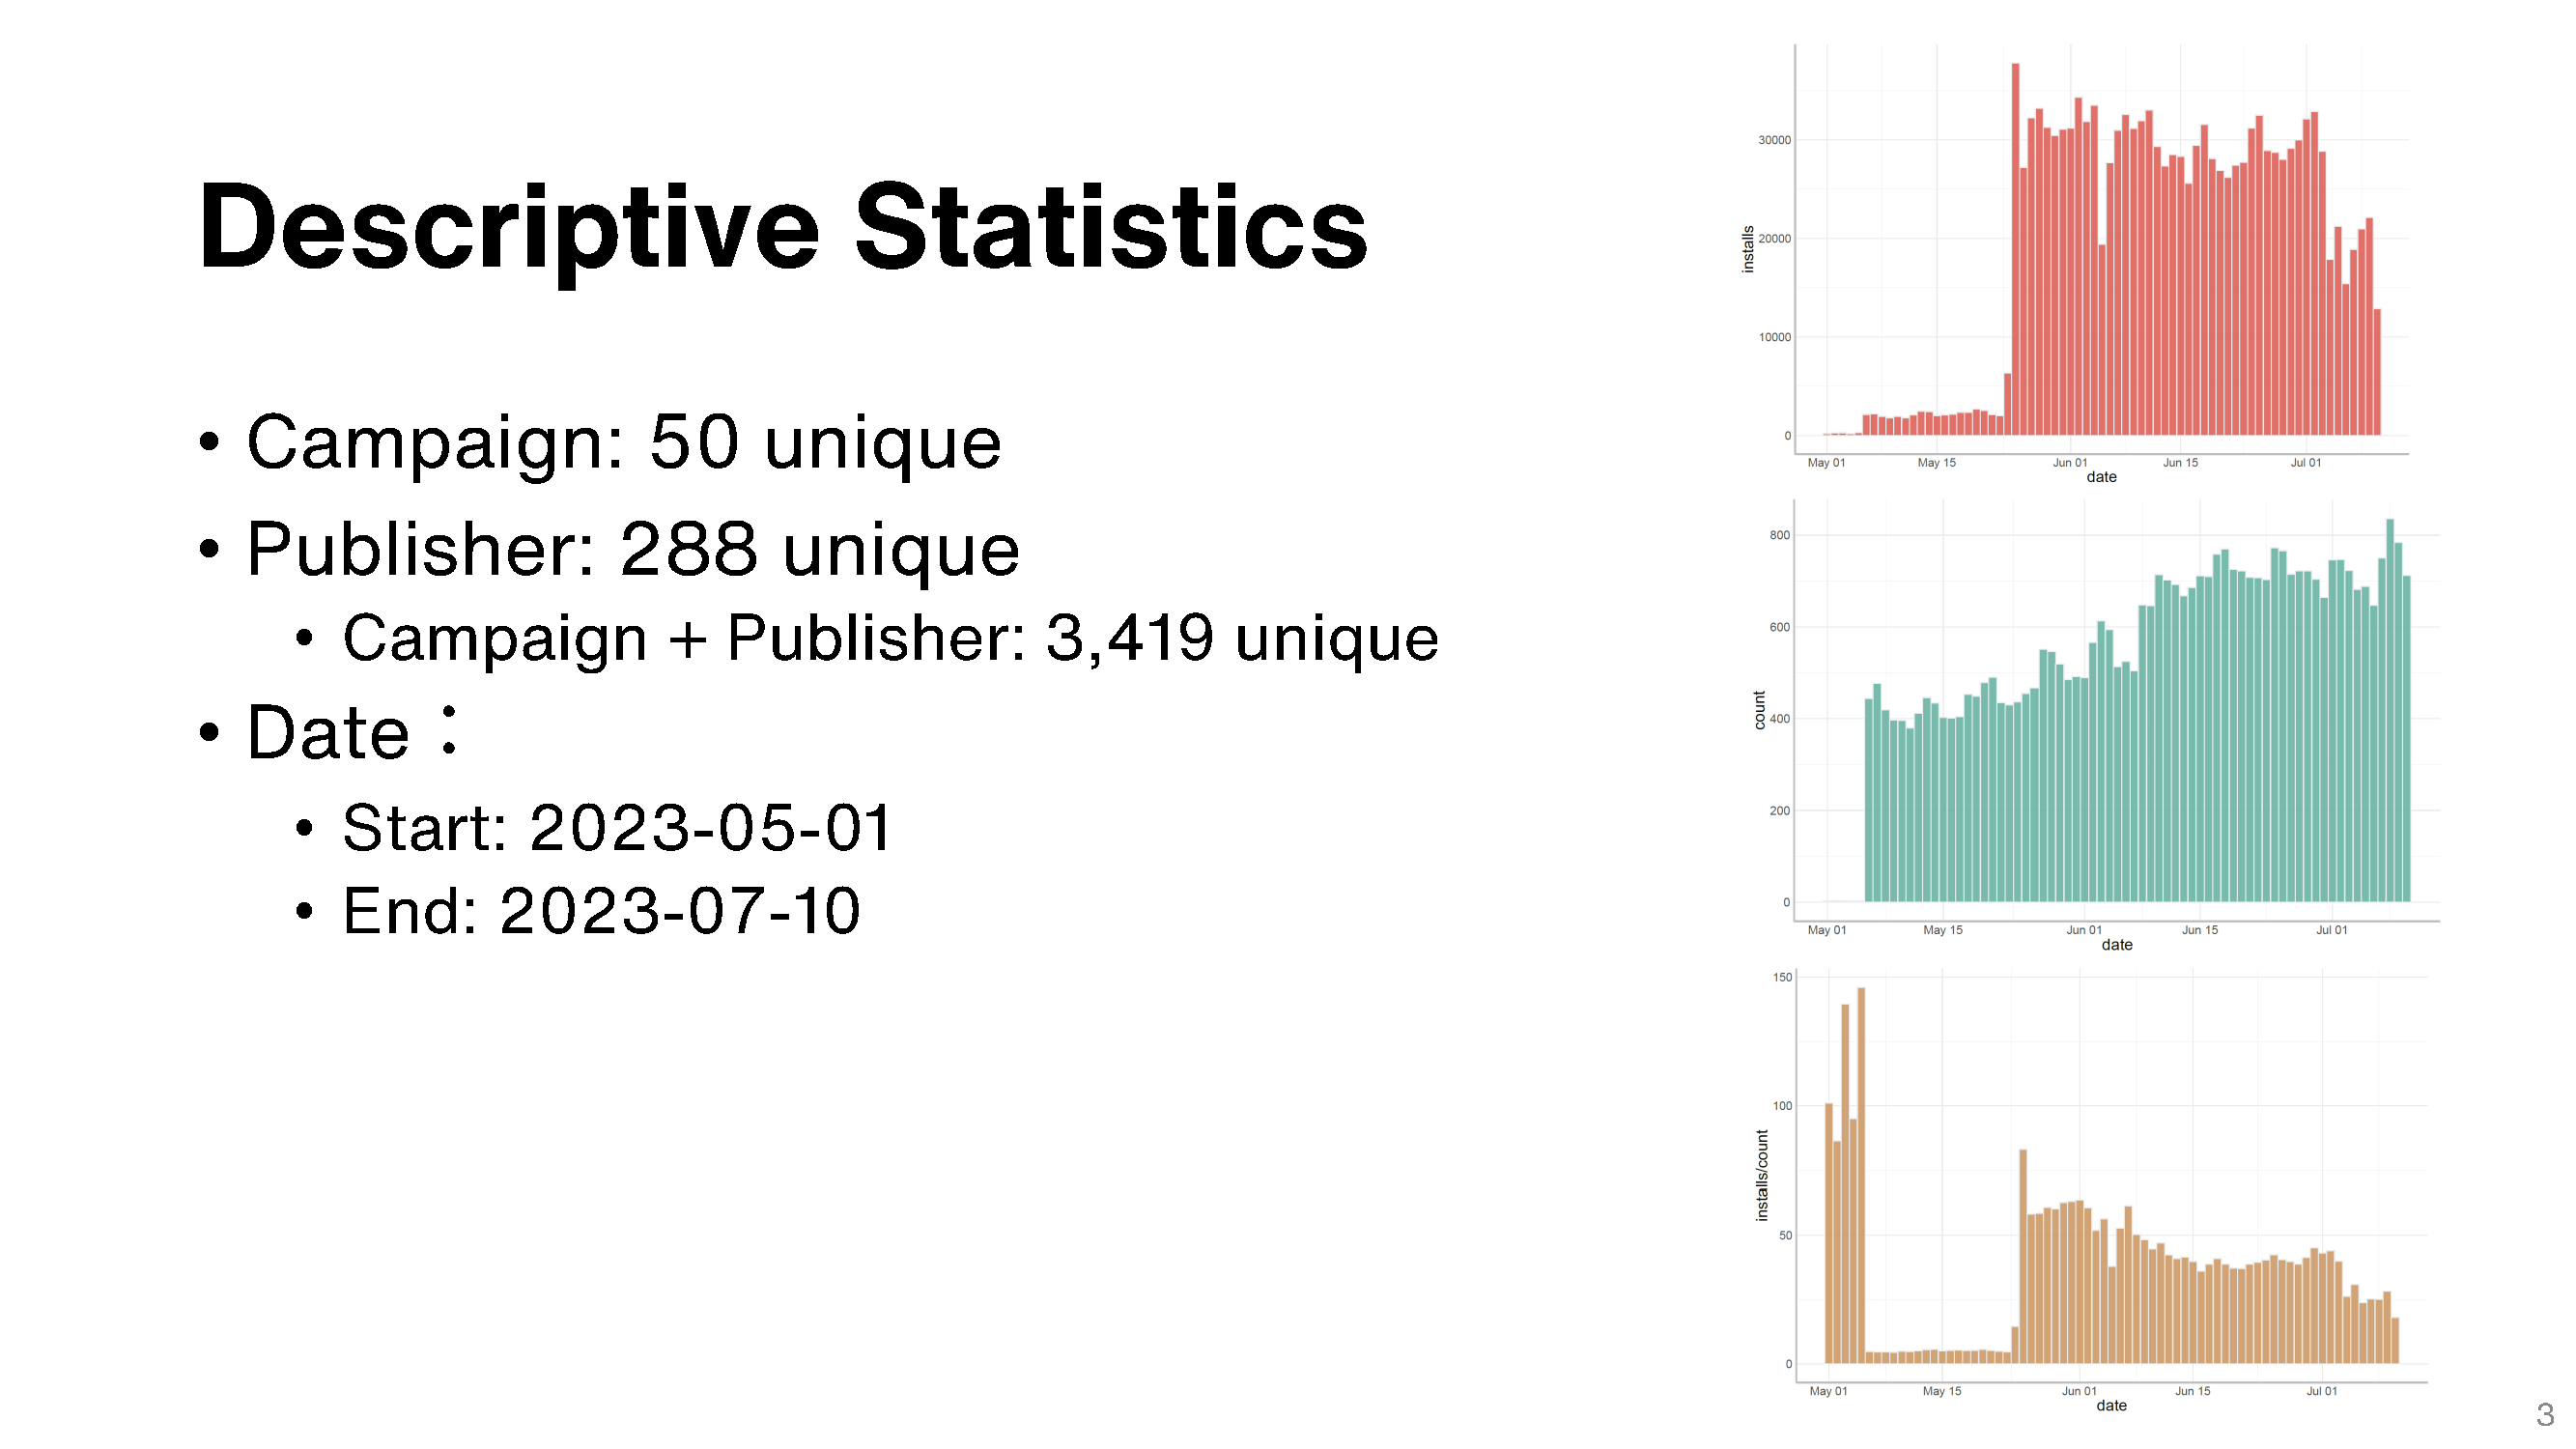 Descriptive Statistics
• Campaign: 50 unique
• Publisher: 288 unique
• Campaign + Publisher: 3,419 unique
• Date：
• Start: 2023-05-01
• End: 2023-07-10
installs
30000
20000
10000
0
May 01 May 15 Jun 01 Jun 15 Jul 01
date
count
800
600
400
200
0
May 01 May 15 Jun 01 Jun 15 Jul 01
date
installs/count
150
100
50
0
May 01 May 15 Jun 01 Jun 15 Jul 01
date
3